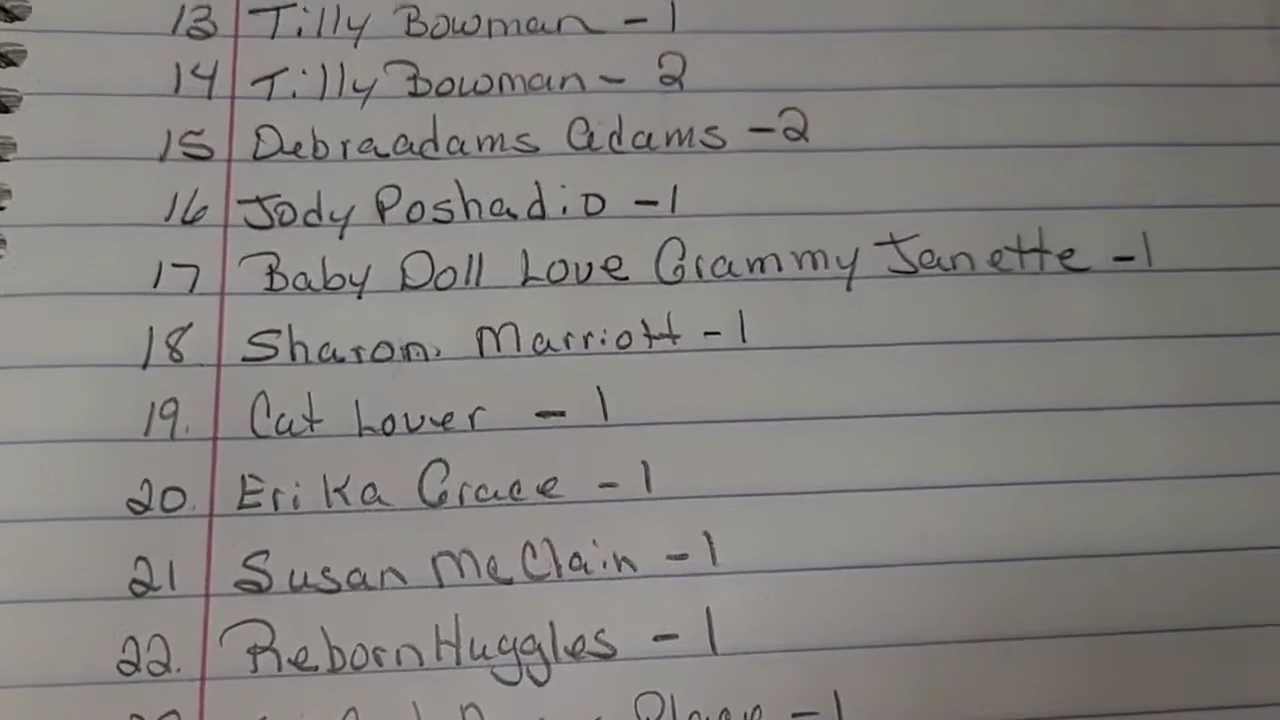 13 Tilly Bowman - 1
14 Tilly Bowman - 2
15 Debraadams Adams - 2
16 Jody Poshadio - 1
17 Baby Doll Love Grammy Janette - 1
18 Sharon Marriott - 1
19. Cat Lover - 1
20. Erika Grace - 1
21 Susan McClain - 1
22. RebornHuggles - 1
- 1